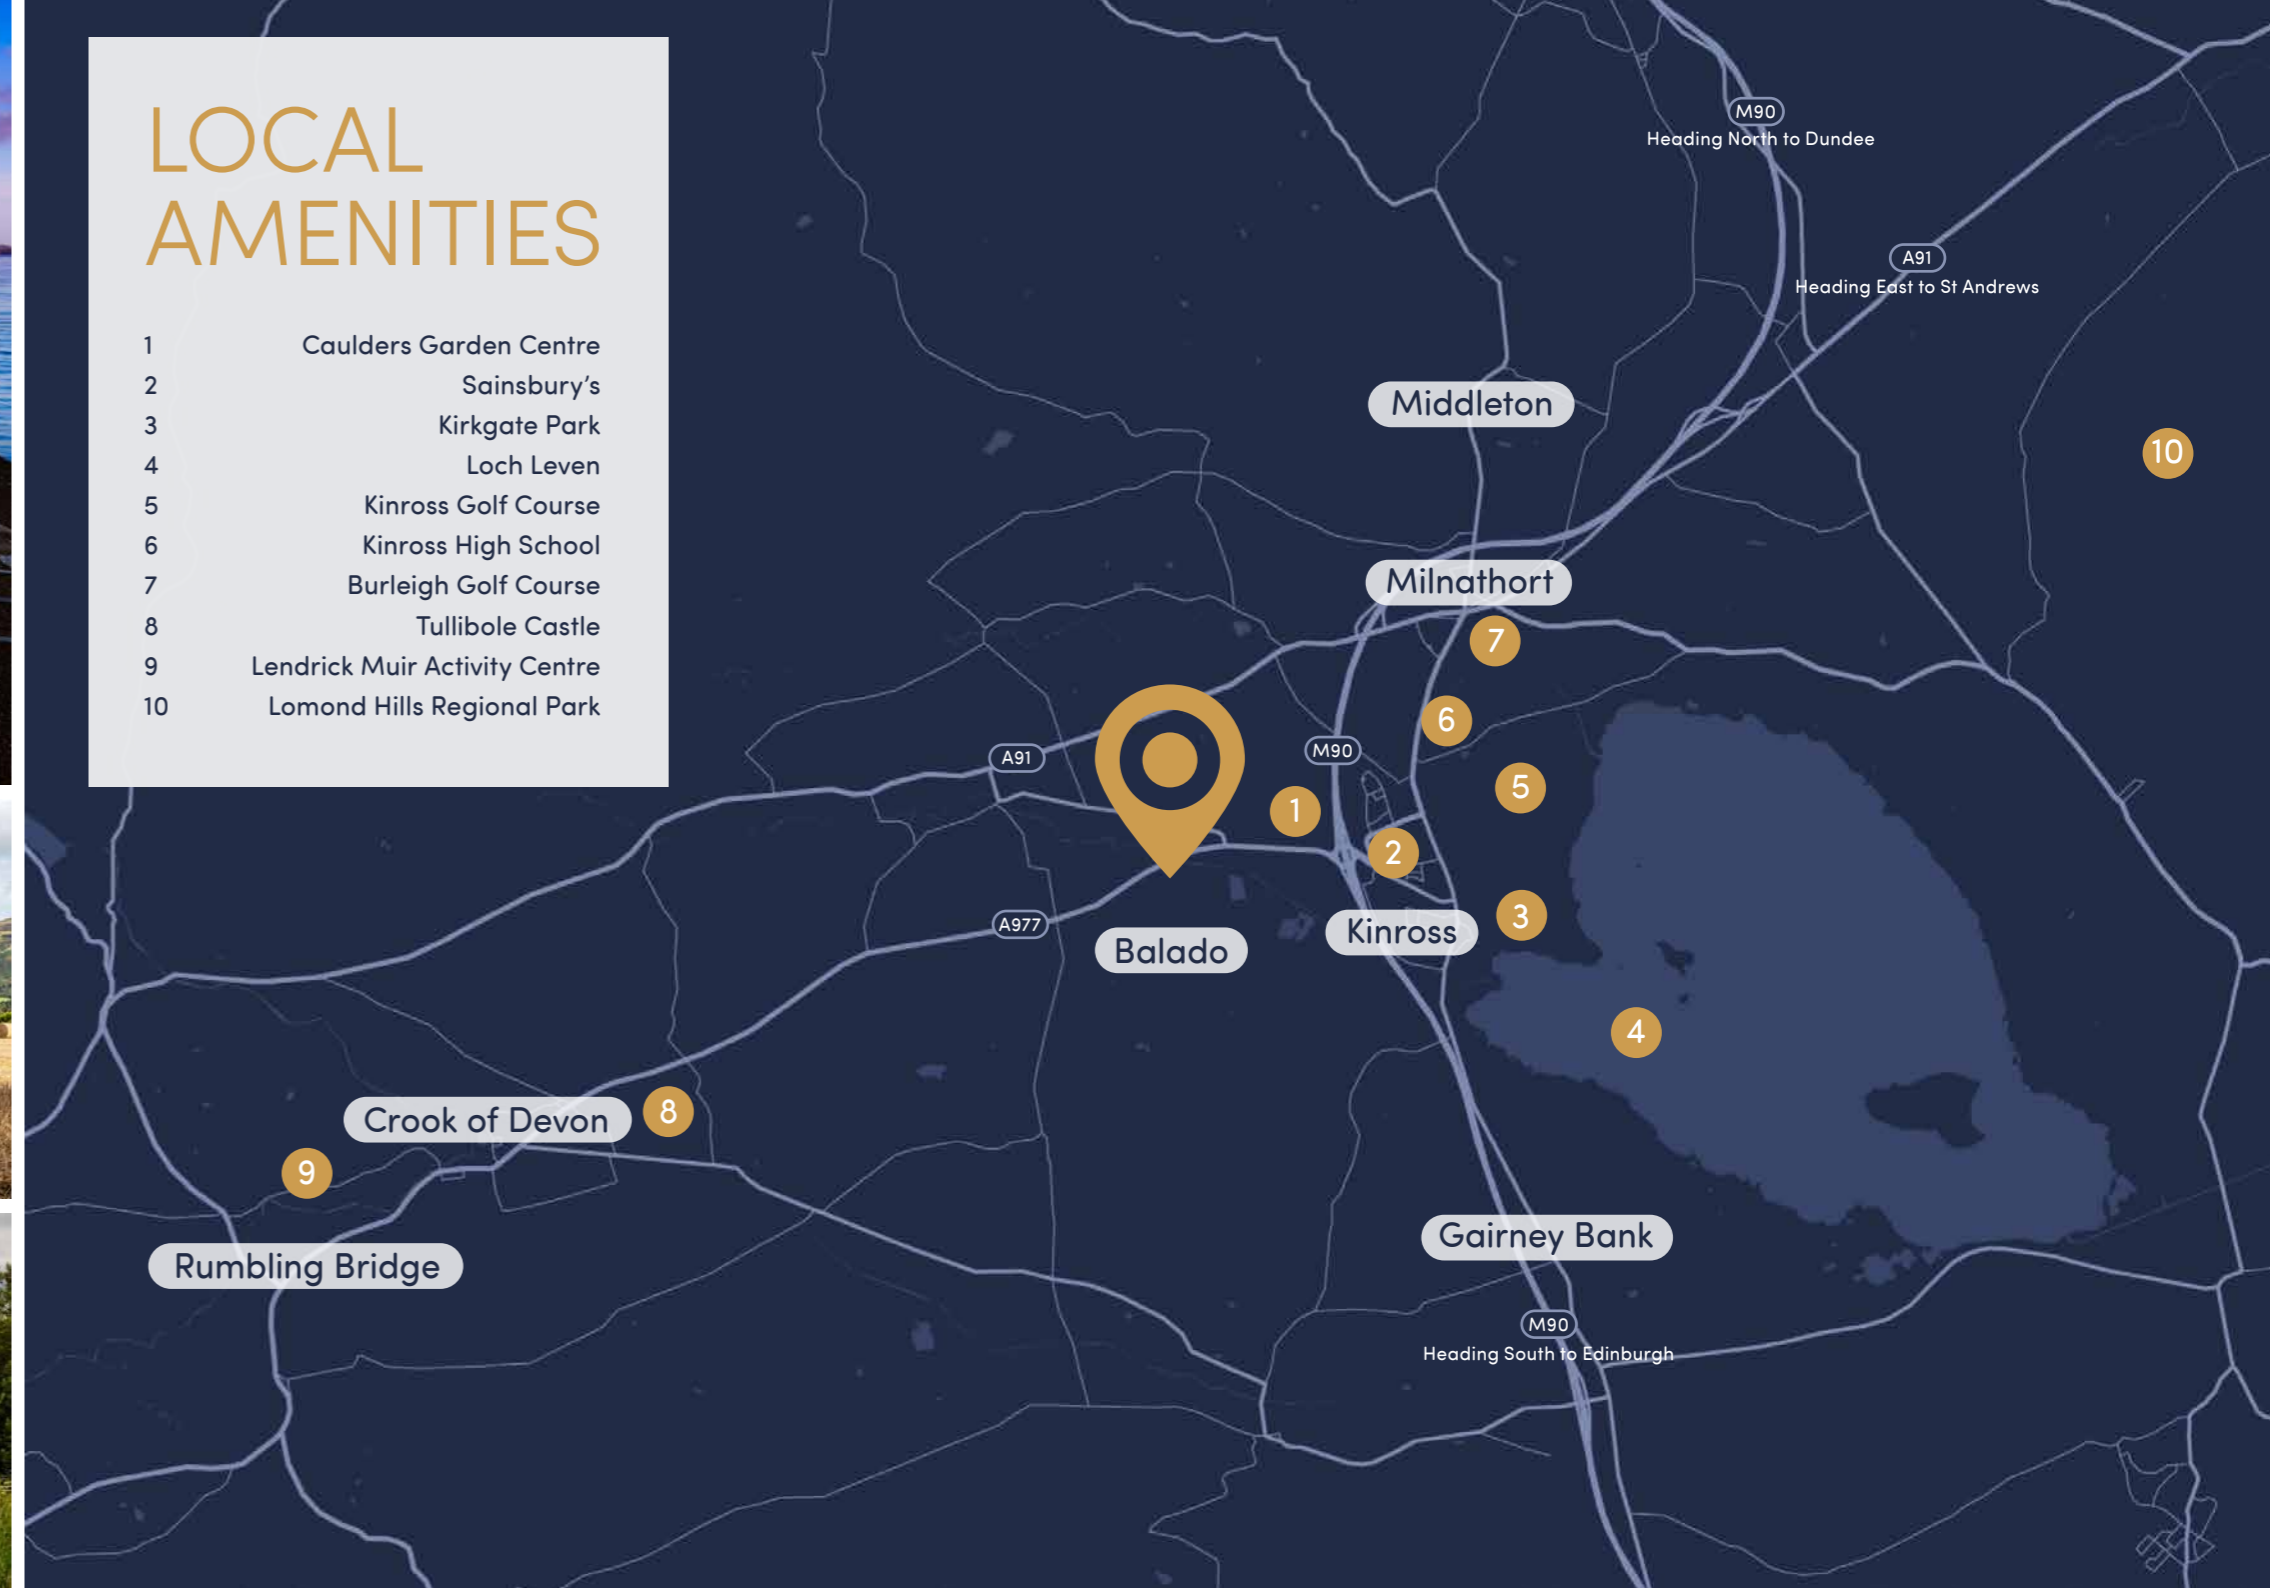 LOCAL
AMENITIES
1 Caulders Garden Centre
2 Sainsbury’s
3 Kirkgate Park
4 Loch Leven
5 Kinross Golf Course
6 Kinross High School
7 Burleigh Golf Course
8 Tullibole Castle
9 Lendrick Muir Activity Centre
10 Lomond Hills Regional Park
M90
Heading North to Dundee
A91
Heading East to St Andrews
Middleton
10
Milnathort
7
6
M90
A91
5
1
2
3
A977
Kinross
Balado
4
8
Crook of Devon
9
Gairney Bank
Rumbling Bridge
M90
Heading South to Edinburgh